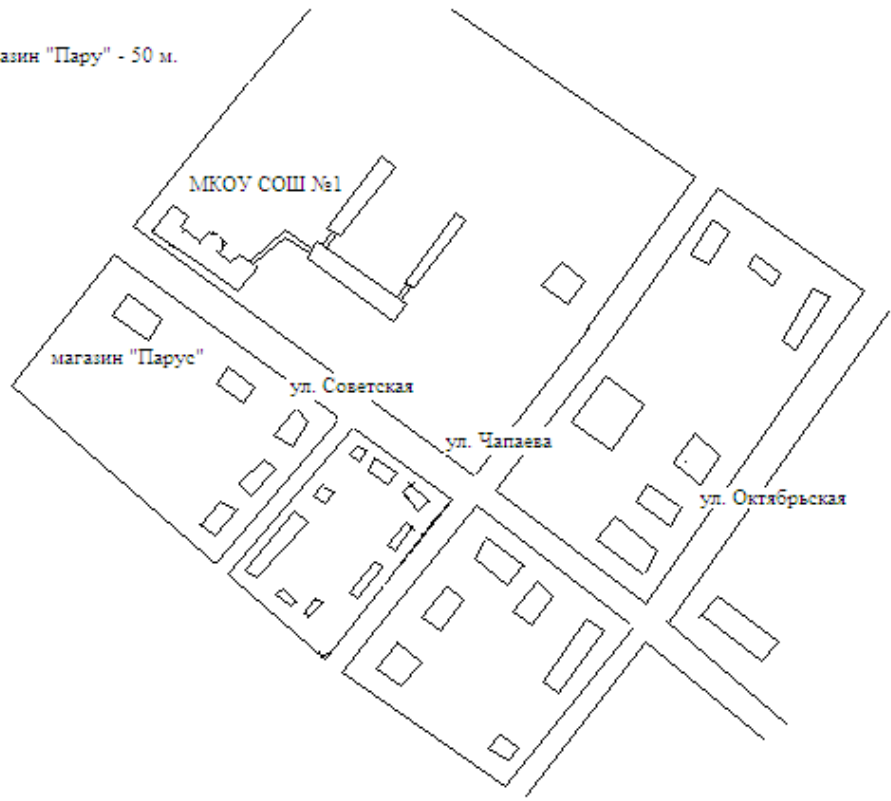 азин "Пару" - 50 м.
МКОУ СОШ №1
магазин "Парус"
ул. Советская
ул. Чапаева
ул. Октябрьская